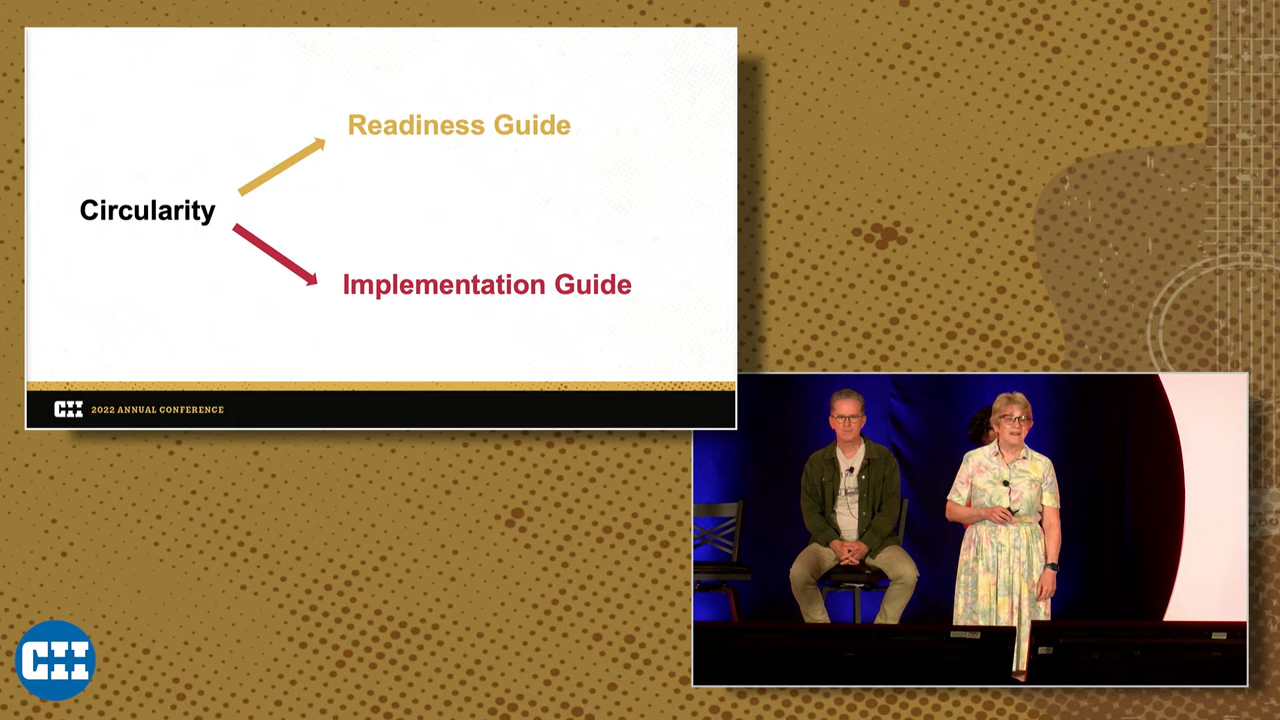 Readiness Guide
Circularity
Implementation Guide
CII 2022 ANNUAL CONFERENCE
CII